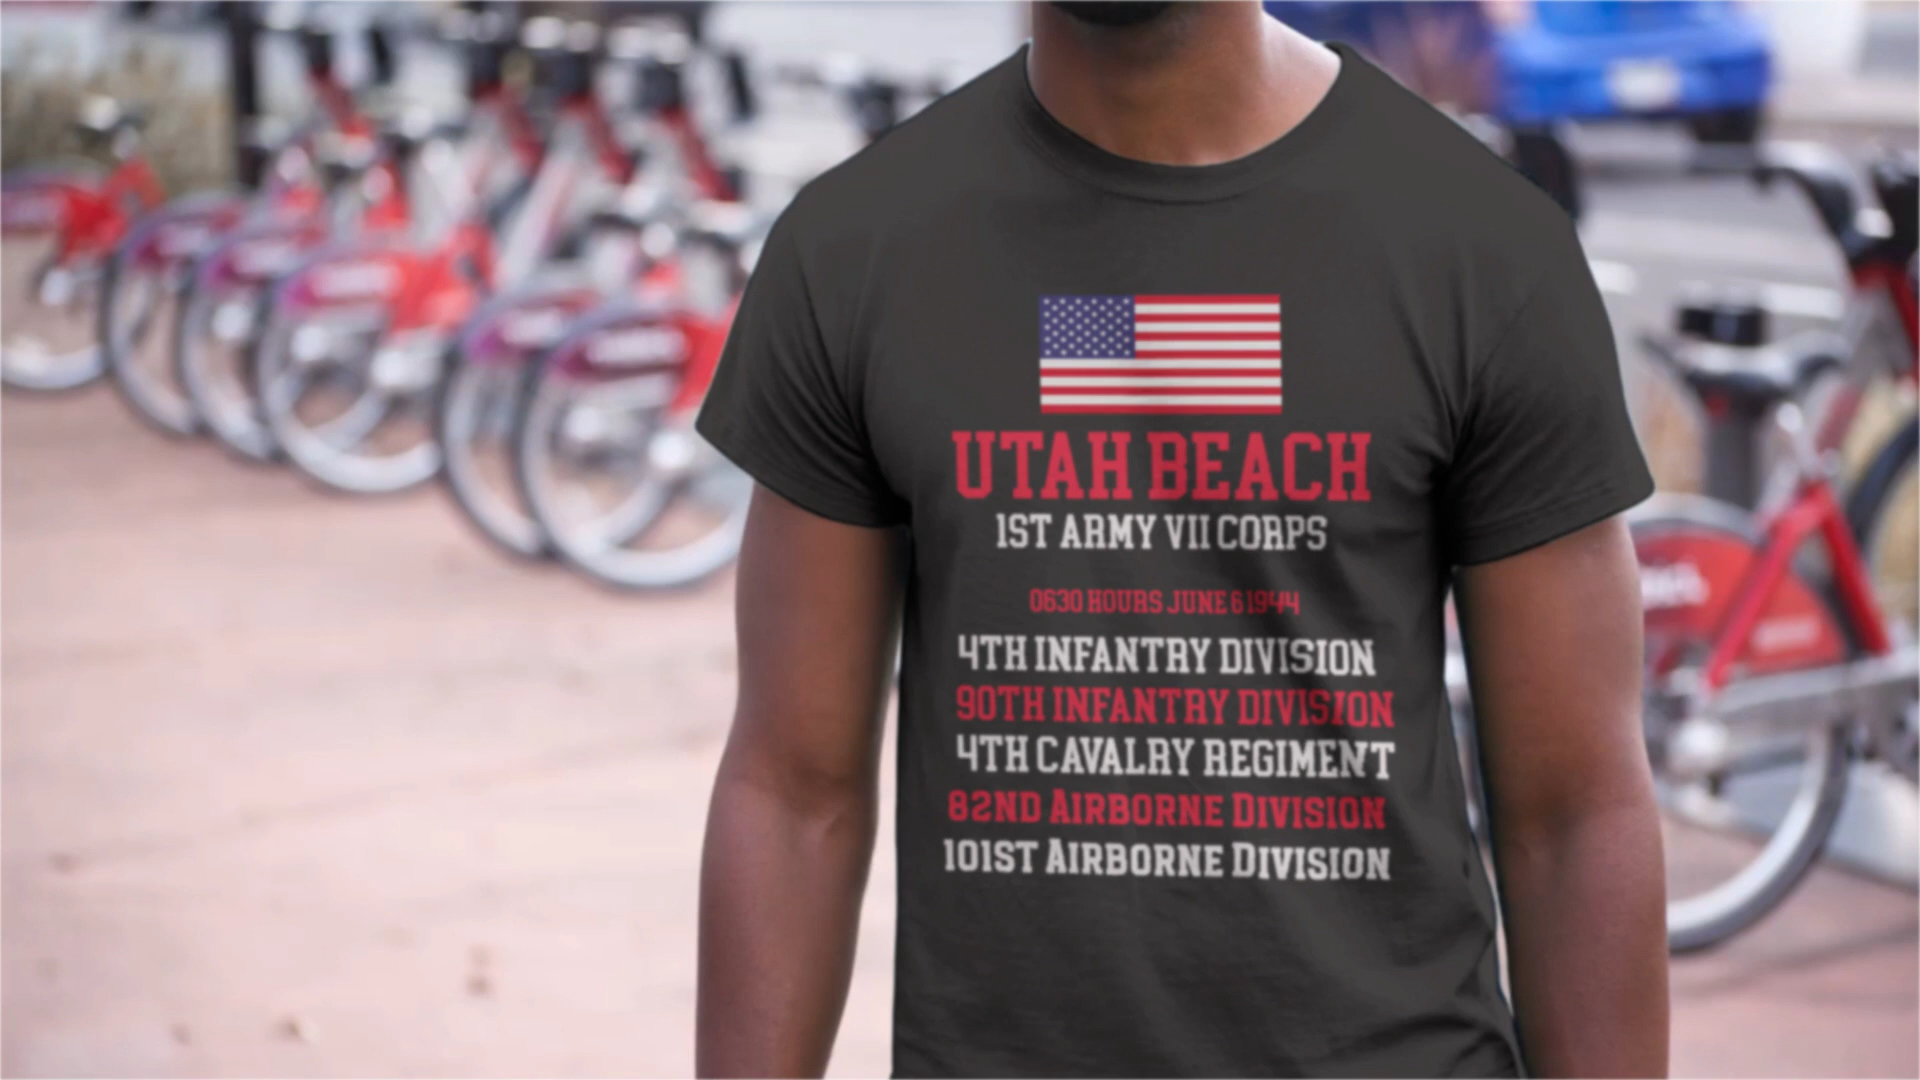 UTAH BEACH
1ST ARMY VII CORPS
0630 HOURS JUNE 6 1944
4TH INFANTRY DIVISION
90TH INFANTRY DIVISION
4TH CAVALRY REGIMENT
82ND AIRBORNE DIVISION
101ST AIRBORNE DIVISION